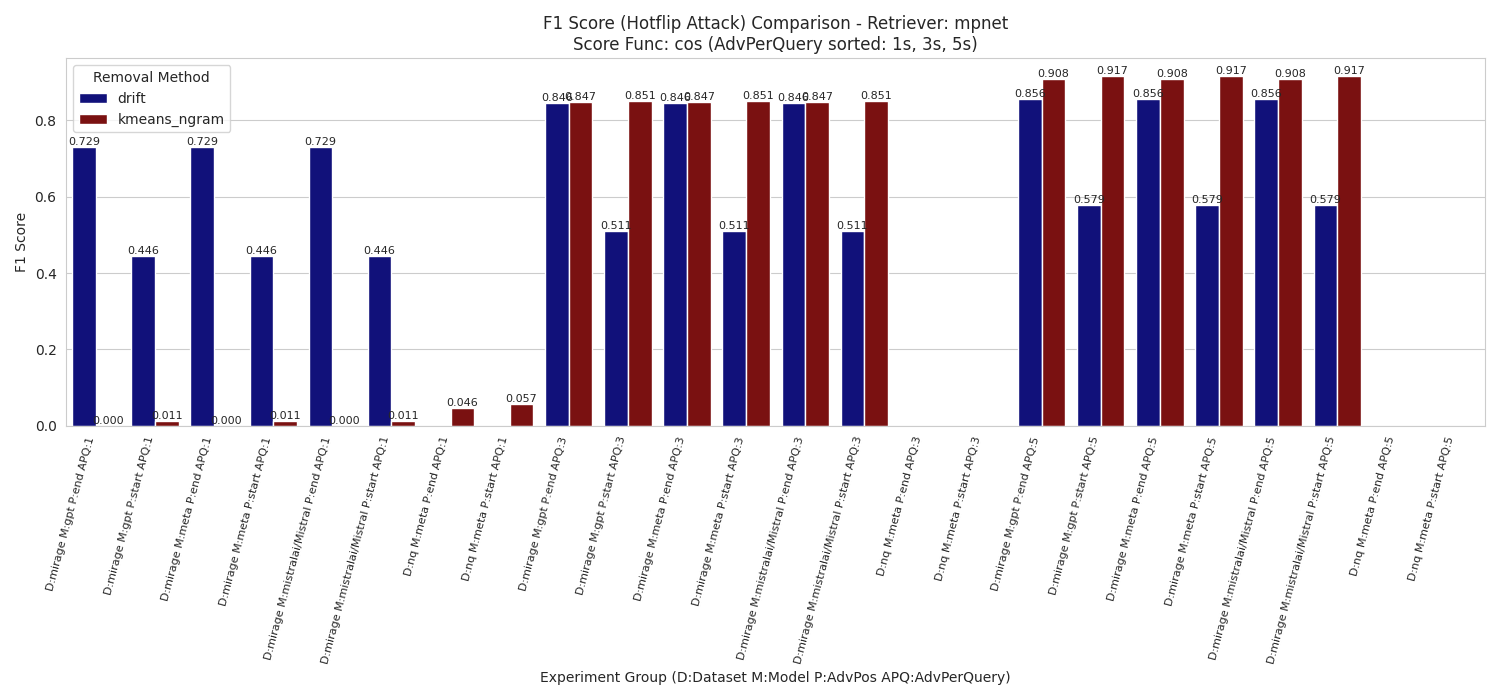 F1 Score (Hotflip Attack) Comparison - Retriever: mpnet
Score Func: cos (AdvPerQuery sorted: 1s, 3s, 5s)
Removal Method
drift
kmeans_ngram
F1 Score
0.8
0.6
0.4
0.2
0.0
0.729
0.000
0.446
0.011
0.729
0.000
0.446
0.011
0.729
0.000
0.446
0.011
0.046
0.057
0.846
0.847
0.511
0.851
0.846
0.847
0.511
0.851
0.846
0.847
0.511
0.851
0.856
0.908
0.579
0.917
0.856
0.908
0.579
0.917
0.856
0.908
0.579
0.917
D:mirage M:gpt P:end APQ:1
D:mirage M:gpt P:start APQ:1
D:mirage M:meta P:end APQ:1
D:mirage M:meta P:start APQ:1
D:mirage M:mistralai/Mistral P:end APQ:1
D:mirage M:mistralai/Mistral P:start APQ:1
D:nq M:meta P:end APQ:1
D:nq M:meta P:start APQ:1
D:mirage M:gpt P:end APQ:3
D:mirage M:gpt P:start APQ:3
D:mirage M:meta P:end APQ:3
D:mirage M:meta P:start APQ:3
D:mirage M:mistralai/Mistral P:end APQ:3
D:mirage M:mistralai/Mistral P:start APQ:3
D:nq M:meta P:end APQ:3
D:nq M:meta P:start APQ:3
D:mirage M:gpt P:end APQ:5
D:mirage M:gpt P:start APQ:5
D:mirage M:meta P:end APQ:5
D:mirage M:meta P:start APQ:5
D:mirage M:mistralai/Mistral P:end APQ:5
D:mirage M:mistralai/Mistral P:start APQ:5
D:nq M:meta P:end APQ:5
D:nq M:meta P:start APQ:5
Experiment Group (D:Dataset M:Model P:AdvPos APQ:AdvPerQuery)